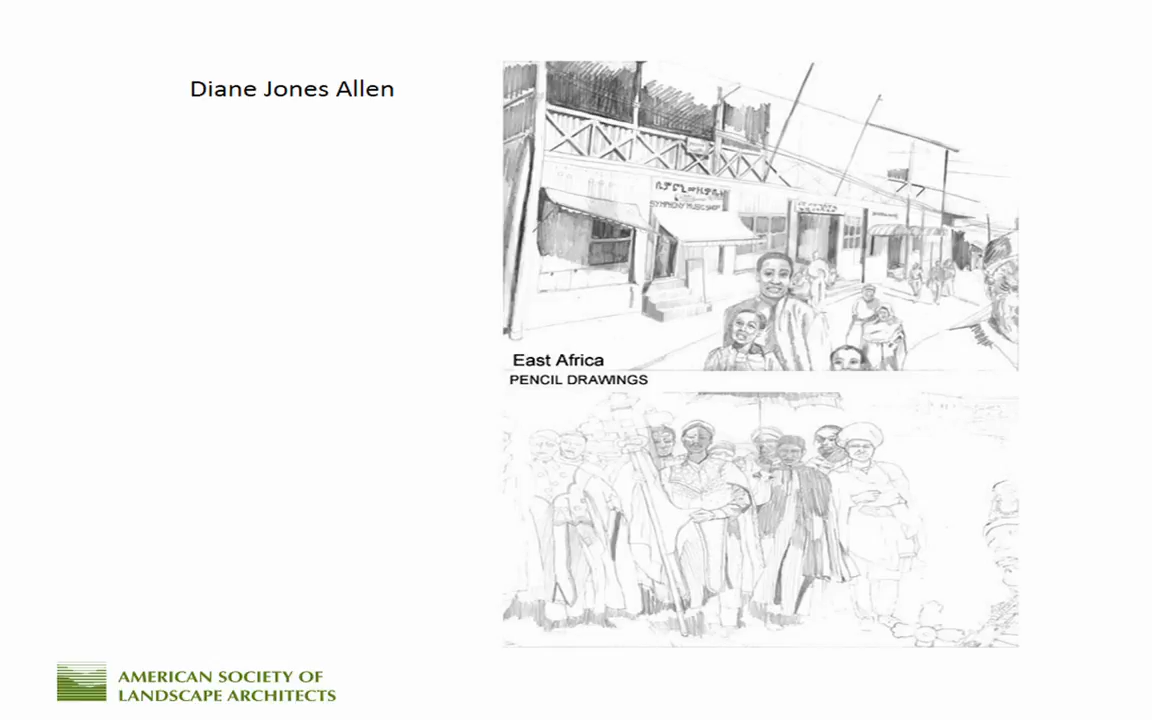 Diane Jones Allen
SYMPHONY MUSIC SHOP
East Africa
PENCIL DRAWINGS
AMERICAN SOCIETY OF
LANDSCAPE ARCHITECTS